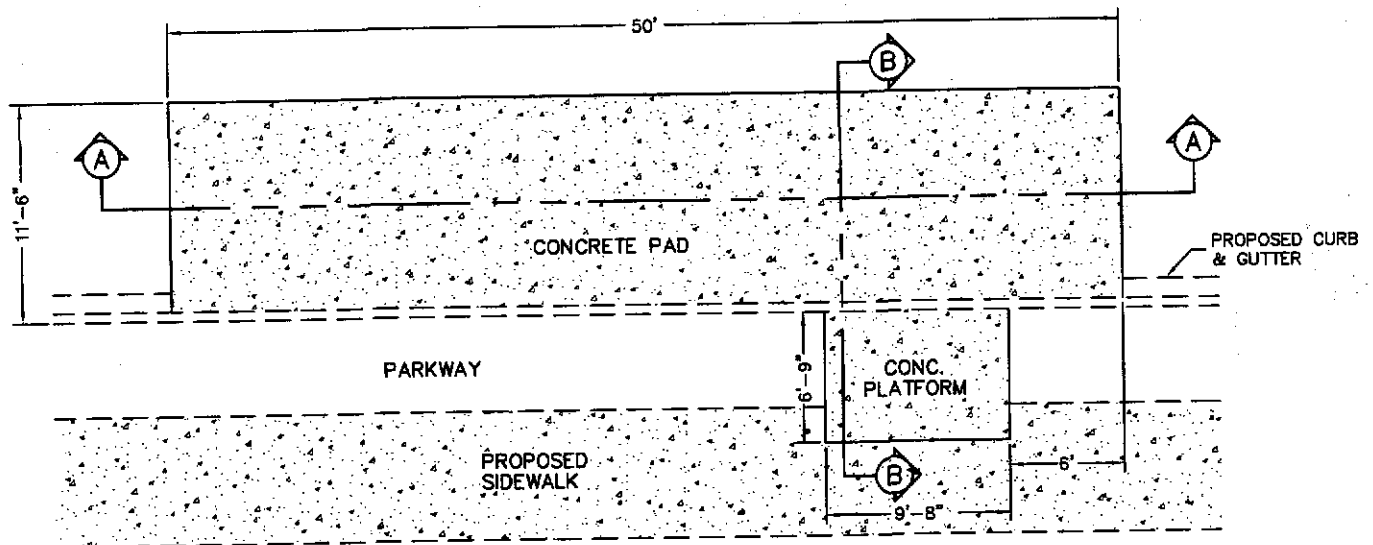 50'
B
A
A
11'-6"
CONCRETE PAD
PROPOSED CURB
& GUTTER
PARKWAY
6'-9"
CONC.
PLATFORM
PROPOSED
SIDEWALK
B
6'
9'-8"